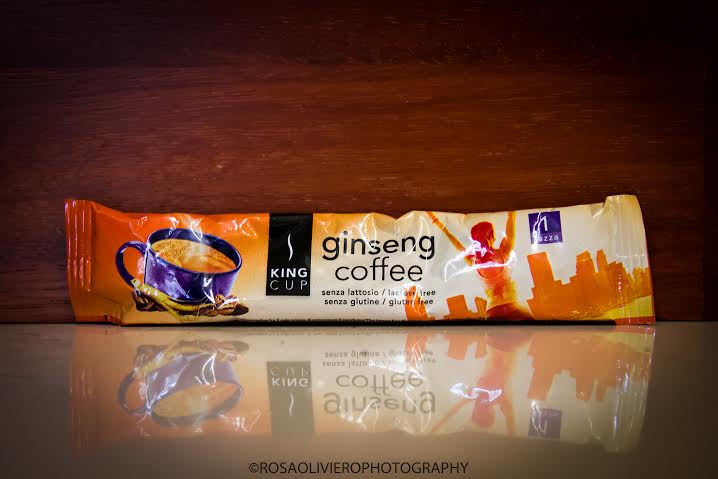 KING
CUP
ginseng
coffee
senza lattosio / lactose free
senza glutine / gluten free
1
tazza
©ROSAOLIVIEROPHOTOGRAPHY